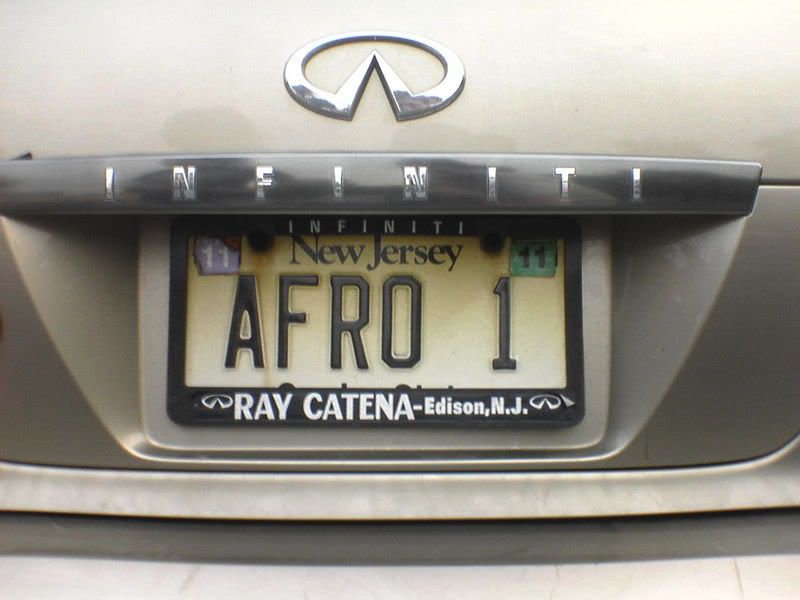 INFINITI
INFINITI
New Jersey
11 11
AFRO 1
RAY CATENA-Edison,N.J.